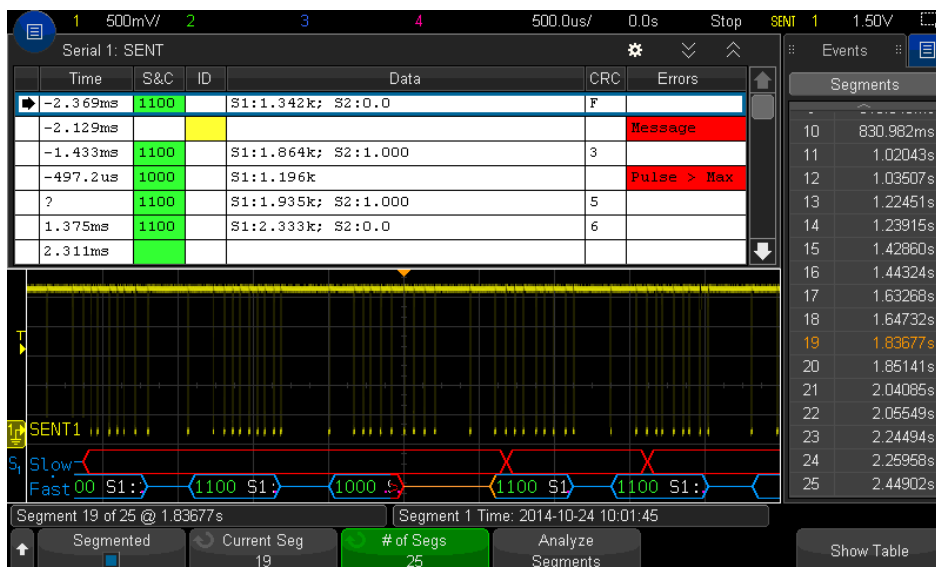 1 500mV/ 2 3 4 500.0us/ 0.0s Stop SENT 1 1.50V
Serial 1: SENT
Events
Time S&C ID Data CRC Errors
Segments
-2.369ms 1100 S1:1.342k; S2:0.0 F
-2.129ms Message
-1.433ms 1100 S1:1.864k; S2:1.000 3
-497.2us 1000 S1:1.196k Pulse > Max
? 1100 S1:1.935k; S2:1.000 5
1.375ms 1100 S1:2.333k; S2:0.0 6
2.311ms
10 830.982ms
11 1.02043s
12 1.03507s
13 1.22451s
14 1.23915s
15 1.42860s
16 1.44324s
17 1.63268s
18 1.64732s
19 1.83677s
20 1.85141s
21 2.04085s
22 2.05549s
23 2.24494s
24 2.25958s
25 2.44902s
T
1 SENT1
S1 Slow
Fast 00 S1: 1100 S1: 1000 S 1100 S1 1100 S1:
Segment 19 of 25 @ 1.83677s
Segment 1 Time: 2014-10-24 10:01:45
Segmented
Current Seg
19
# of Segs
25
Analyze
Segments
Show Table